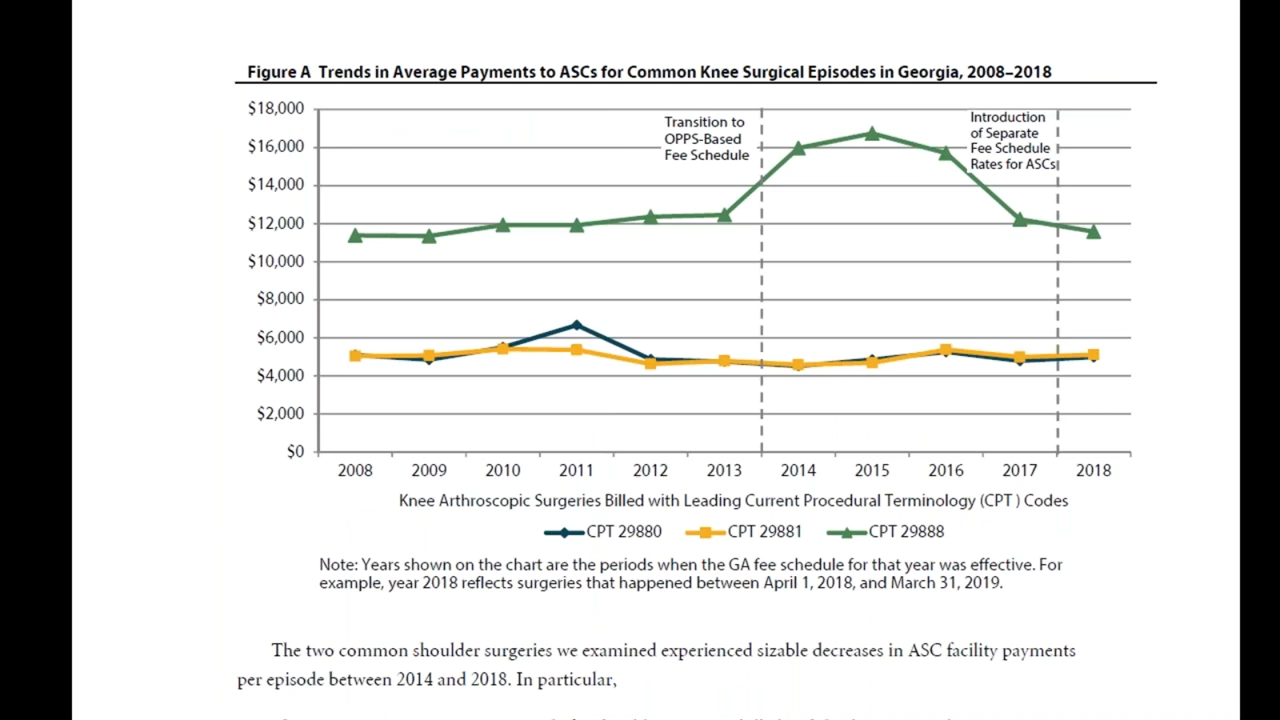 Figure A Trends in Average Payments to ASCs for Common Knee Surgical Episodes in Georgia, 2008–2018
$18,000
$16,000
$14,000
$12,000
$10,000
$8,000
$6,000
$4,000
$2,000
$0
Transition to
OPPS-Based
Fee Schedule
Introduction
of Separate
Fee Schedule
Rates for ASCs
2008 2009 2010 2011 2012 2013 2014 2015 2016 2017 2018
Knee Arthroscopic Surgeries Billed with Leading Current Procedural Terminology (CPT ) Codes
CPT 29880 CPT 29881 CPT 29888
Note: Years shown on the chart are the periods when the GA fee schedule for that year was effective. For
example, year 2018 reflects surgeries that happened between April 1, 2018, and March 31, 2019.
The two common shoulder surgeries we examined experienced sizable decreases in ASC facility payments
per episode between 2014 and 2018. In particular,